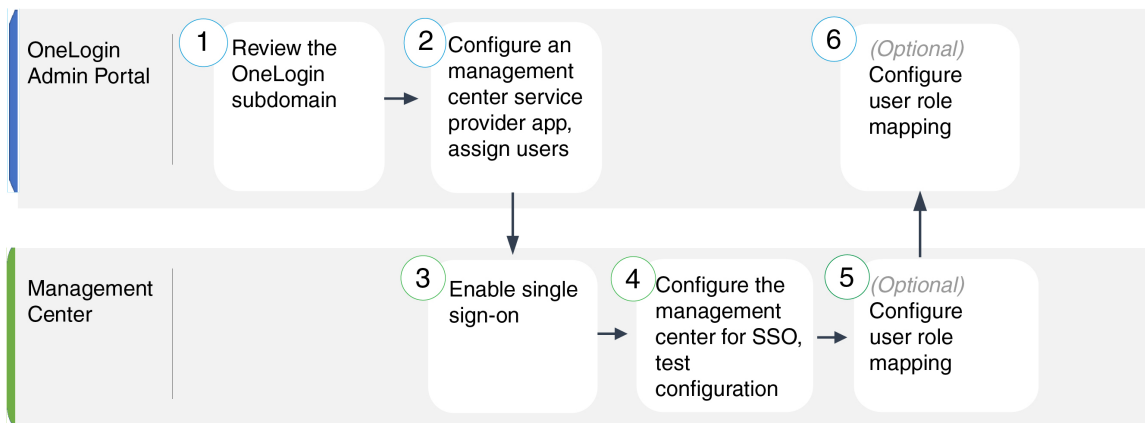 OneLogin
Admin Portal
1
Review the
OneLogin
subdomain
2
Configure an
management
center service
provider app,
assign users
6
(Optional)
Configure
user role
mapping
Management
Center
3
Enable single
sign-on
4
Configure the
management
center for SSO,
test
configuration
5
(Optional)
Configure
user role
mapping